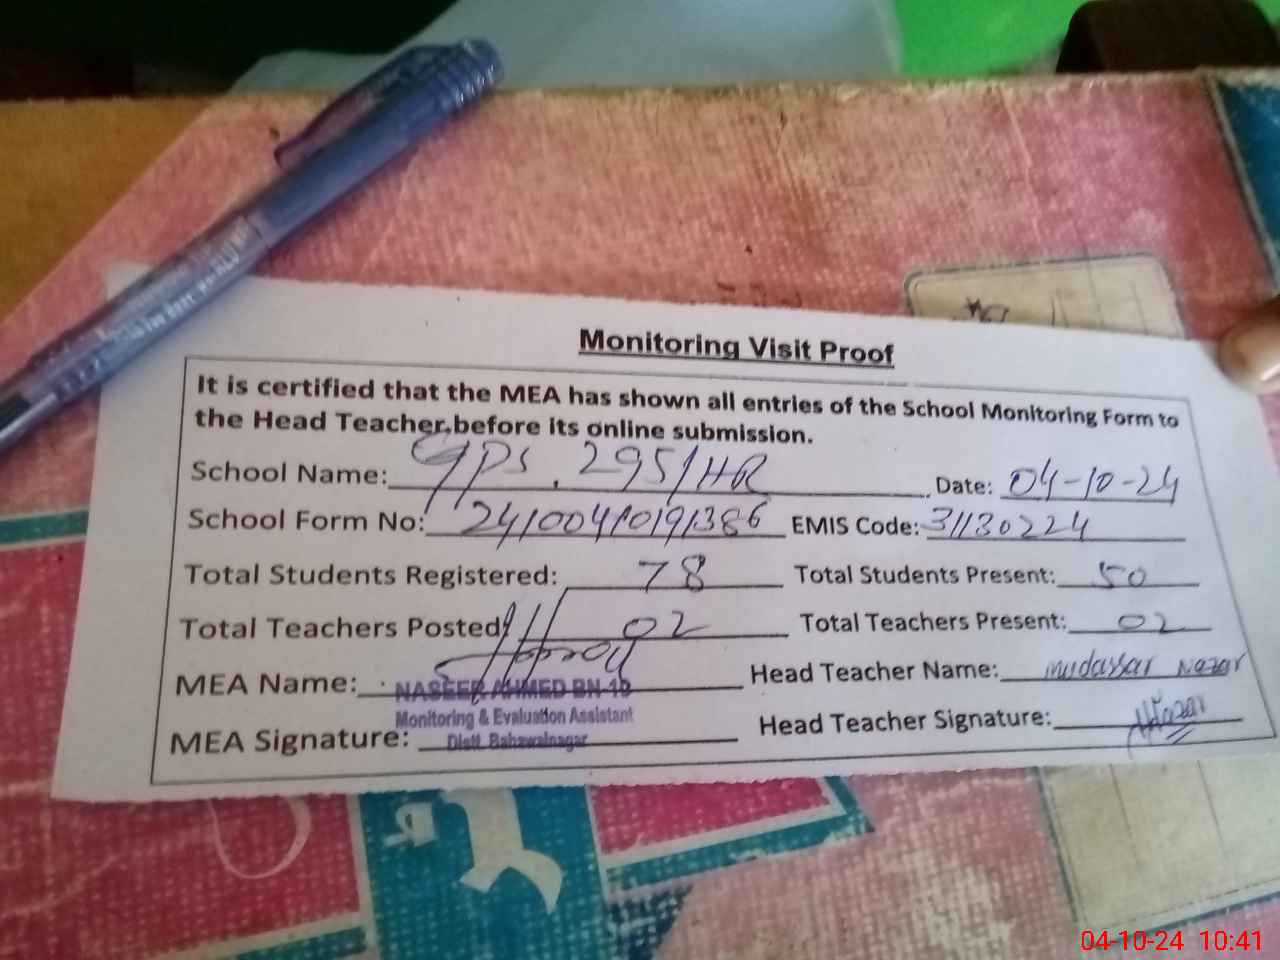 Monitoring Visit Proof
It is certified that the MEA has shown all entries of the School Monitoring Form to
the Head Teacher before its online submission.
School Name: GPS, 295/HR Date: 04-10-24
School Form No: 24100410191386 EMIS Code: 31130224
Total Students Registered: 78 Total Students Present: 50
Total Teachers Posted: 02 Total Teachers Present: 02
MEA Name: NASEER AHMED BN-10 Head Teacher Name: Mudassar Nazar
Monitoring & Evaluation Assistant
MEA Signature: Distt. Bahawalnagar Head Teacher Signature: Nazar
04-10-24 10:41